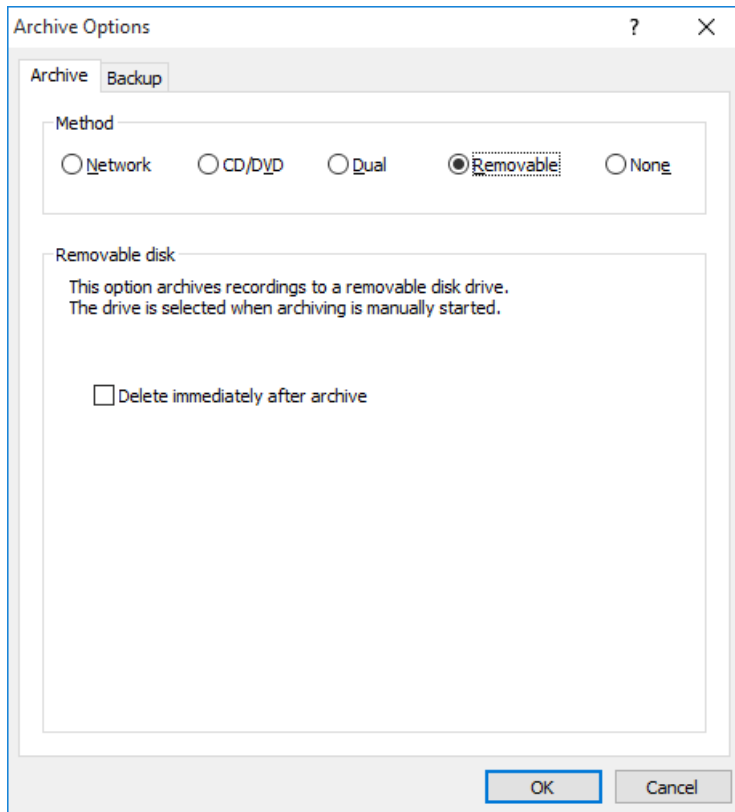 Archive Options ?
Archive Backup
Method
Network CD/DVD Dual Removable None
Removable disk
This option archives recordings to a removable disk drive.
The drive is selected when archiving is manually started.
Delete immediately after archive
OK Cancel